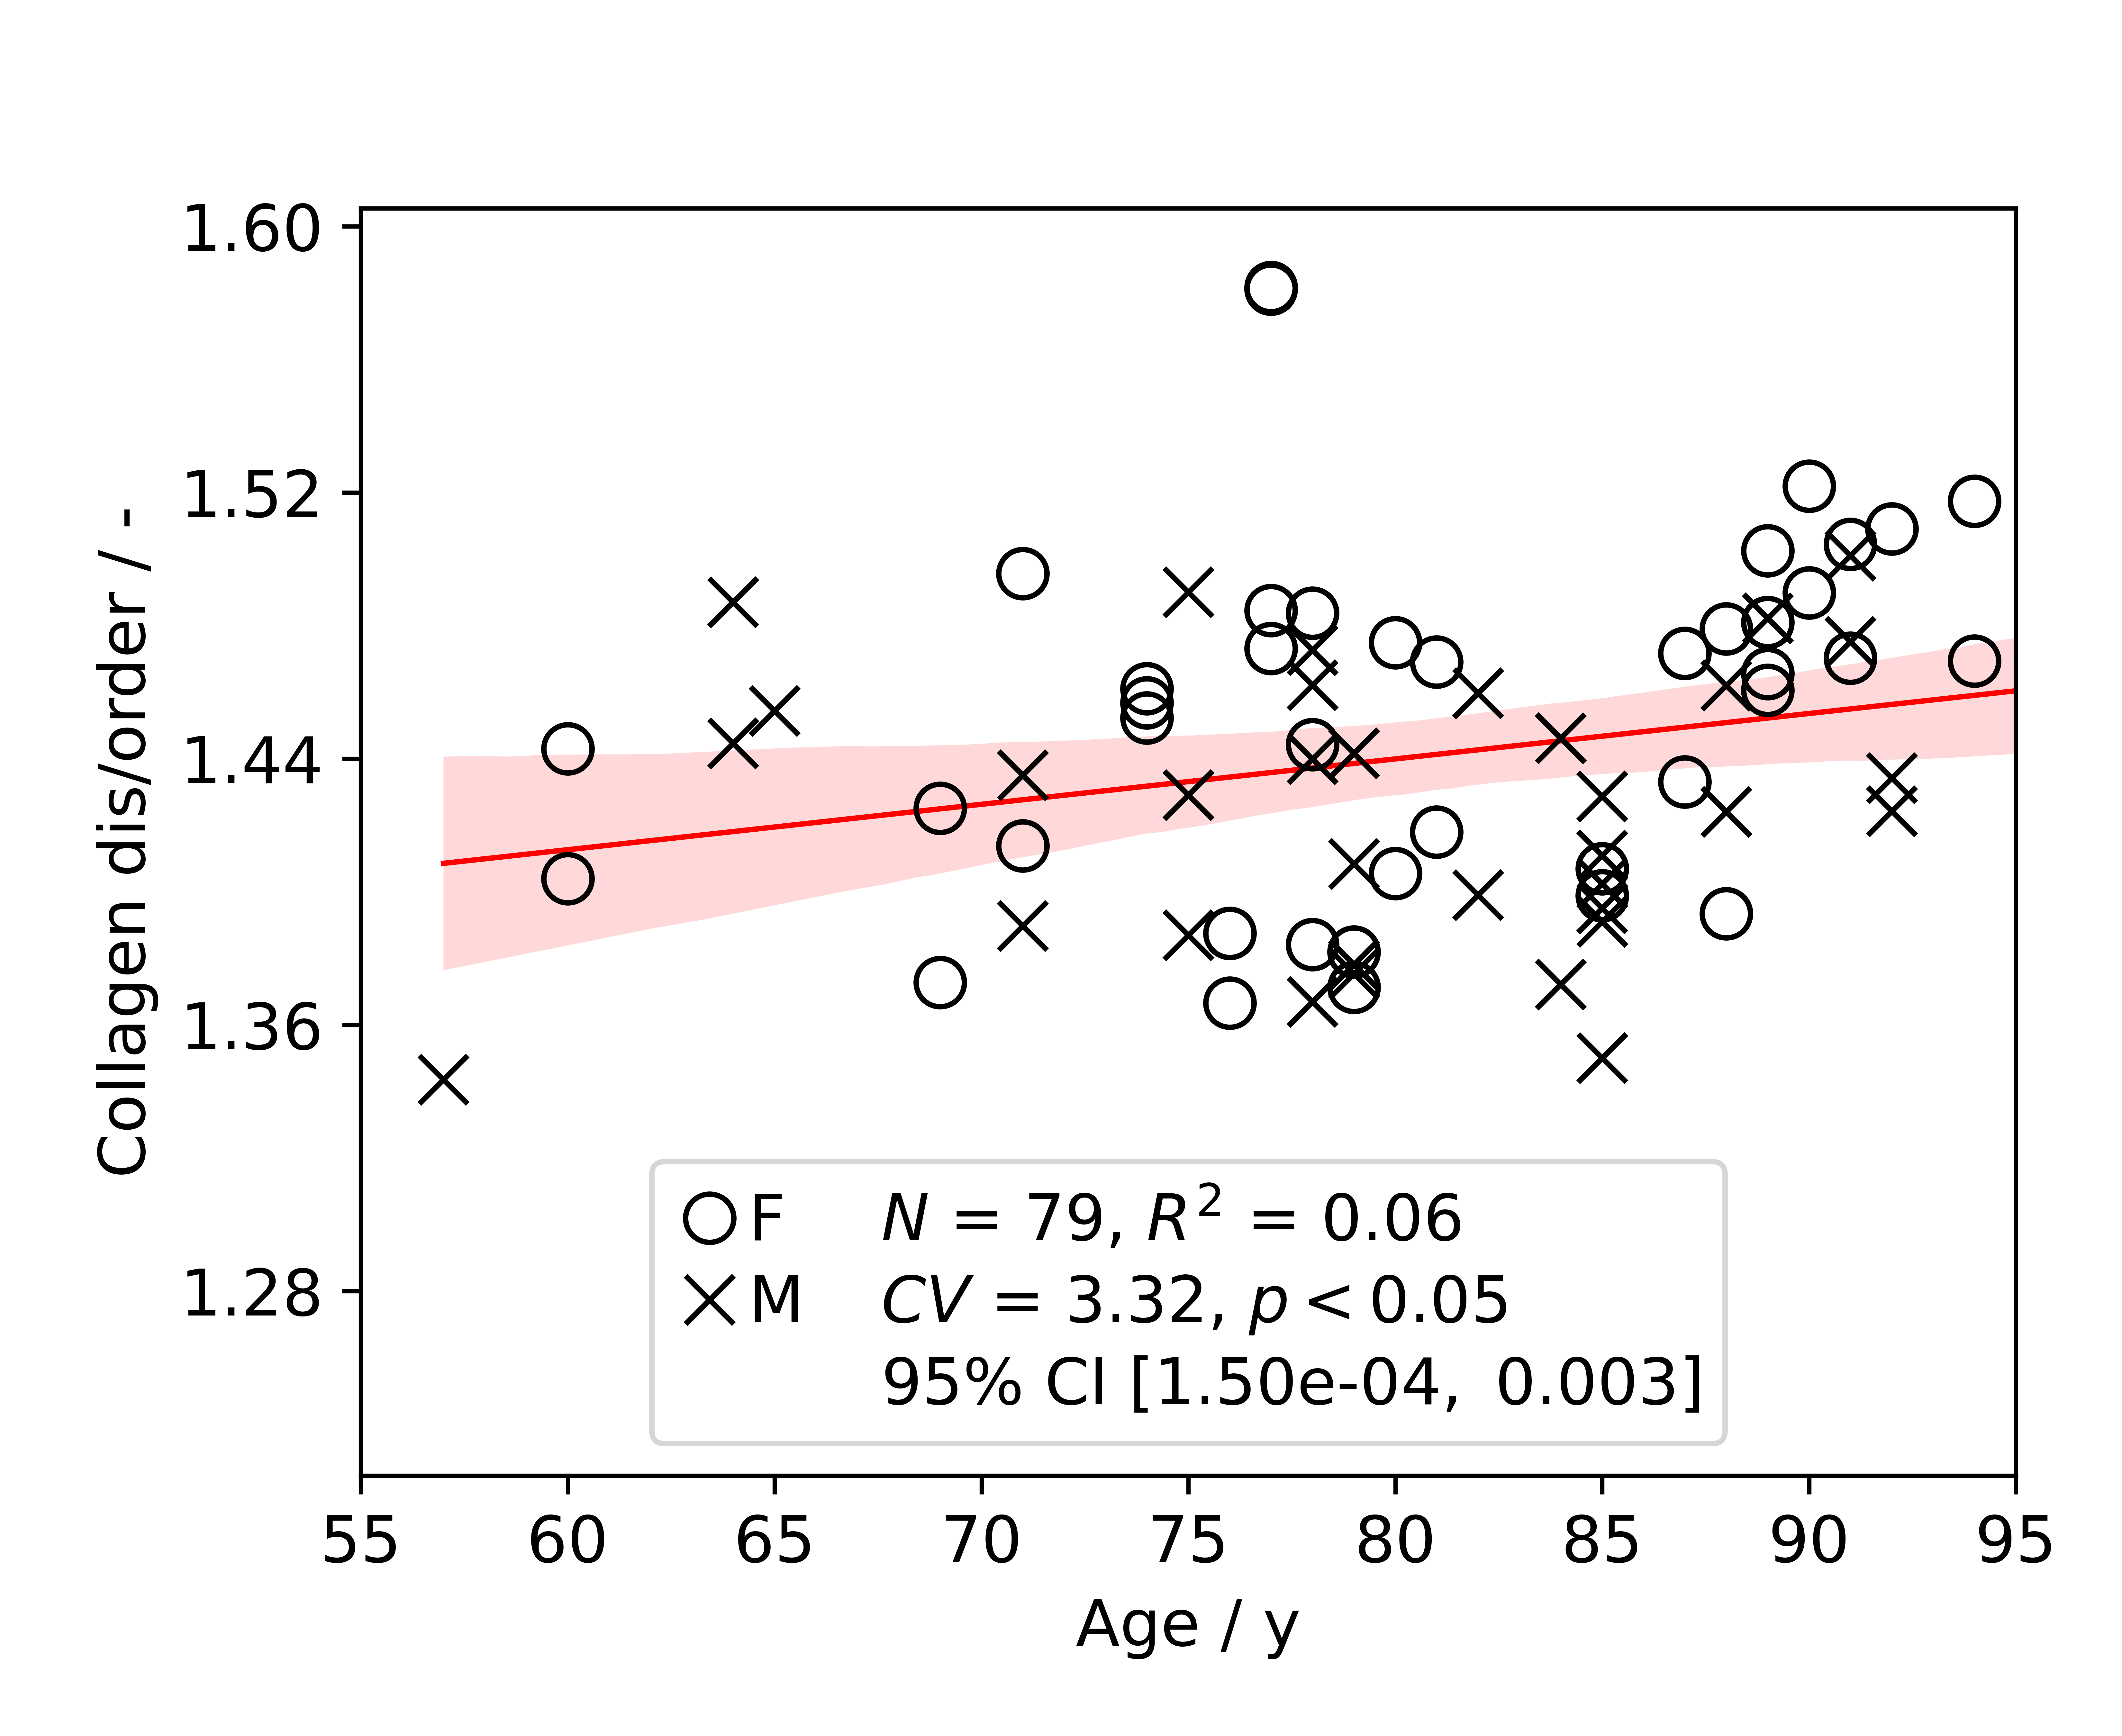 1.60
1.52
1.44
1.36
1.28
Collagen dis/order / -
F N = 79, R² = 0.06
M CV = 3.32, p < 0.05
95% CI [1.50e-04, 0.003]
55 60 65 70 75 80 85 90 95
Age / y